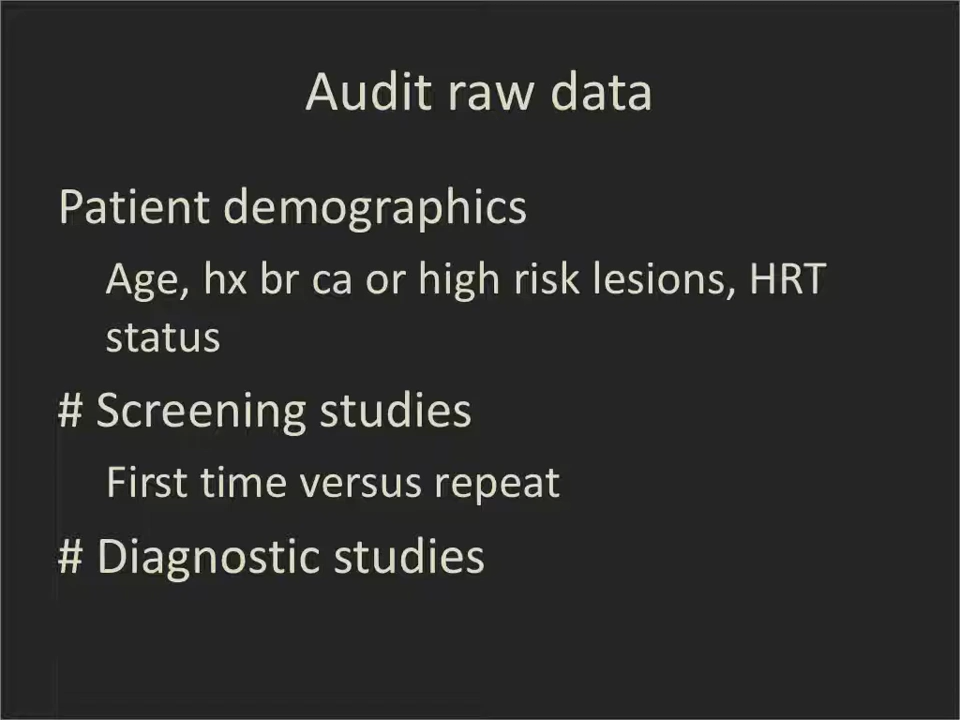 Audit raw data
Patient demographics
Age, hx br ca or high risk lesions, HRT
status
# Screening studies
First time versus repeat
# Diagnostic studies